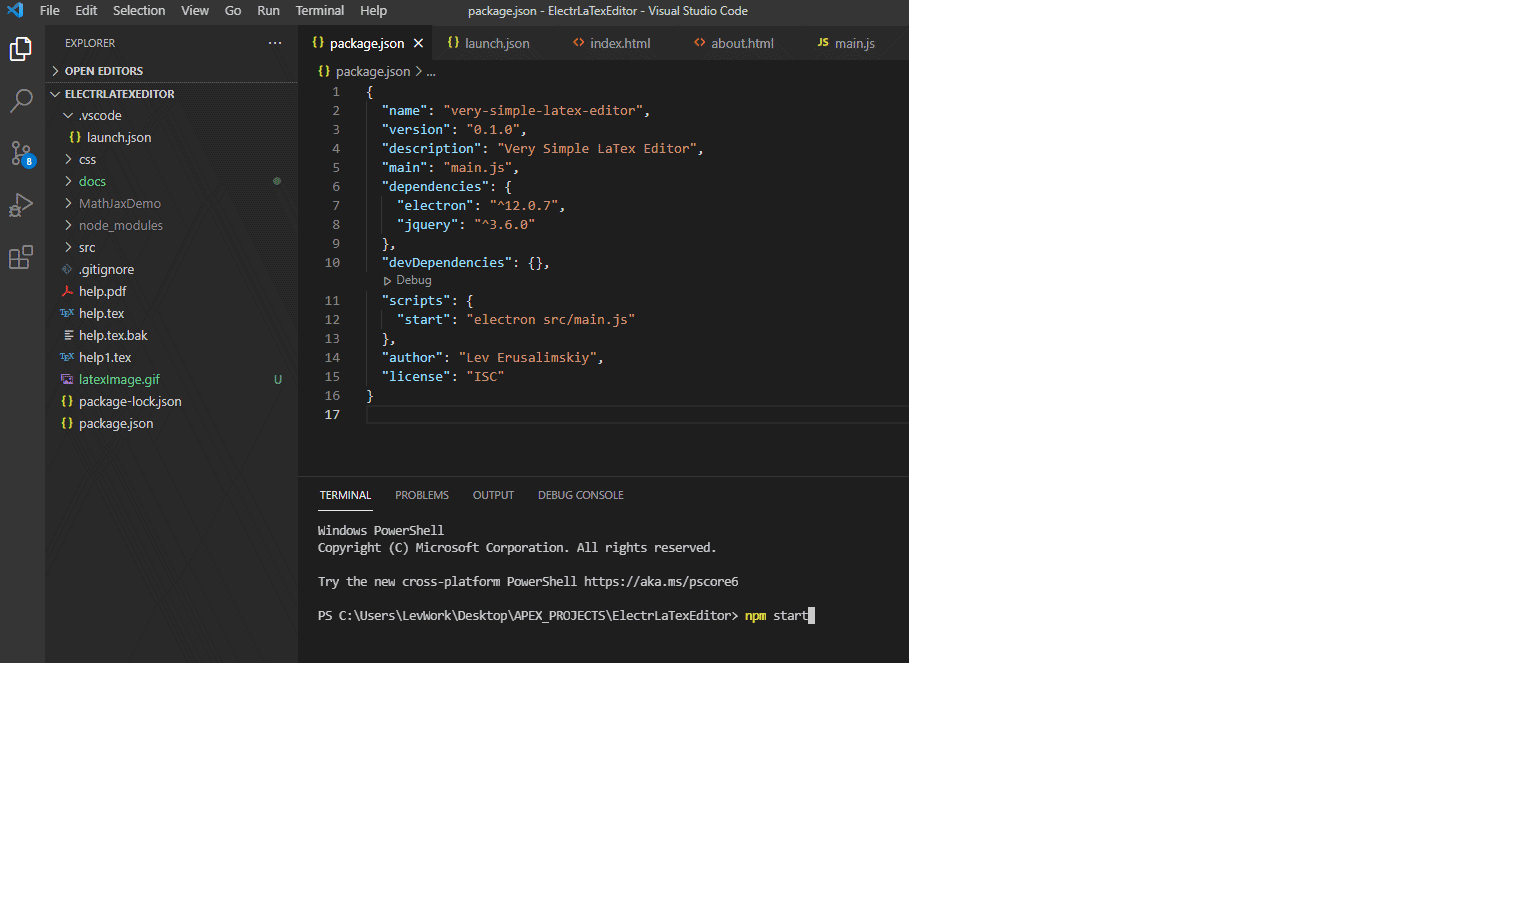 File Edit Selection View Go Run Terminal Help package.json - ElectrLaTexEditor - Visual Studio Code
EXPLORER ...
OPEN EDITORS
ELECTRLATEXEDITOR
.vscode
{} launch.json
css
docs
MathJaxDemo
node_modules
src
.gitignore
help.pdf
TEX help.tex
help.tex.bak
TEX help1.tex
latexImage.gif U
{} package-lock.json
{} package.json
8
{} package.json × {} launch.json <> index.html <> about.html JS main.js
{} package.json > ...
1 {
2 "name": "very-simple-latex-editor",
3 "version": "0.1.0",
4 "description": "Very Simple LaTex Editor",
5 "main": "main.js",
6 "dependencies": {
7 "electron": "^12.0.7",
8 "jquery": "^3.6.0"
9 },
10 "devDependencies": {},
Debug
11 "scripts": {
12 "start": "electron src/main.js"
13 },
14 "author": "Lev Erusalimskiy",
15 "license": "ISC"
16 }
17
TERMINAL PROBLEMS OUTPUT DEBUG CONSOLE
Windows PowerShell
Copyright (C) Microsoft Corporation. All rights reserved.
Try the new cross-platform PowerShell https://aka.ms/pscore6
PS C:\Users\LevWork\Desktop\APEX_PROJECTS\ElectrLaTexEditor> npm start